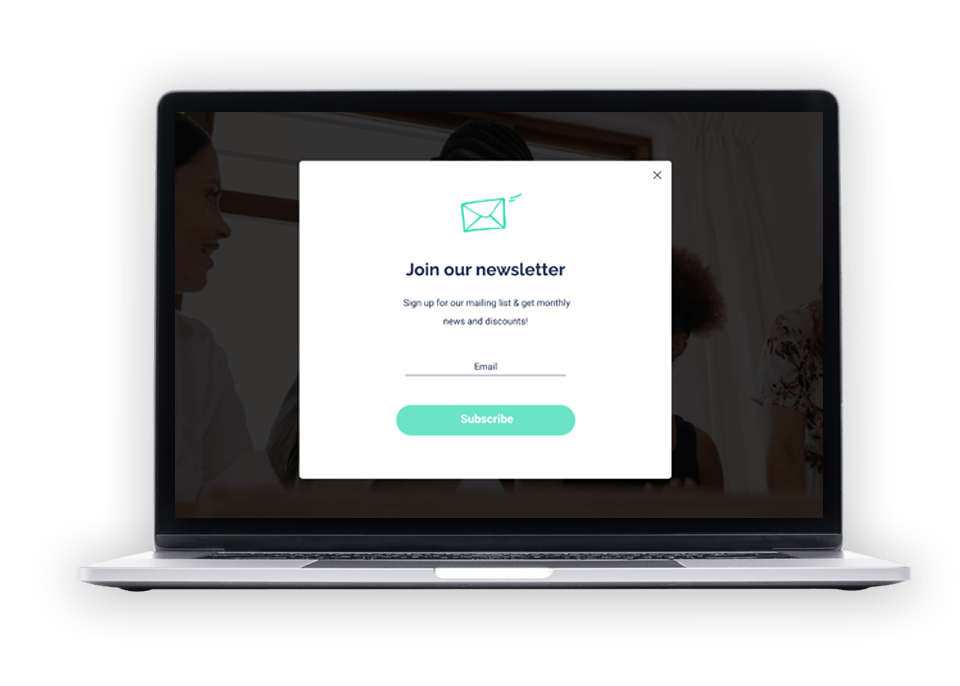 Join our newsletter
Sign up for our mailing list & get monthly
news and discounts!
Email
Subscribe